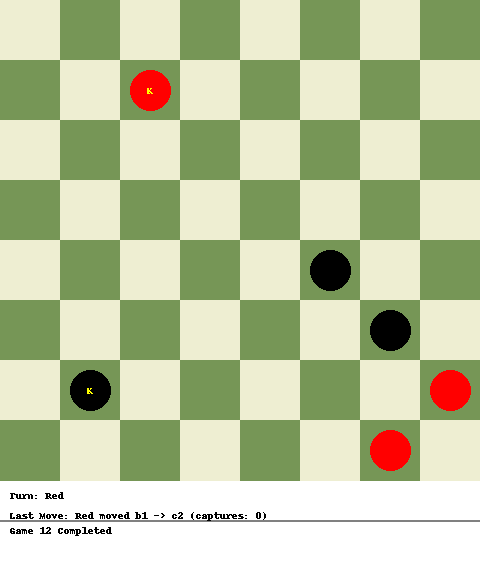 K
K
Turn: Red
Last Move: Red moved b1 -> c2 (captures: 0)
Game 12 Completed